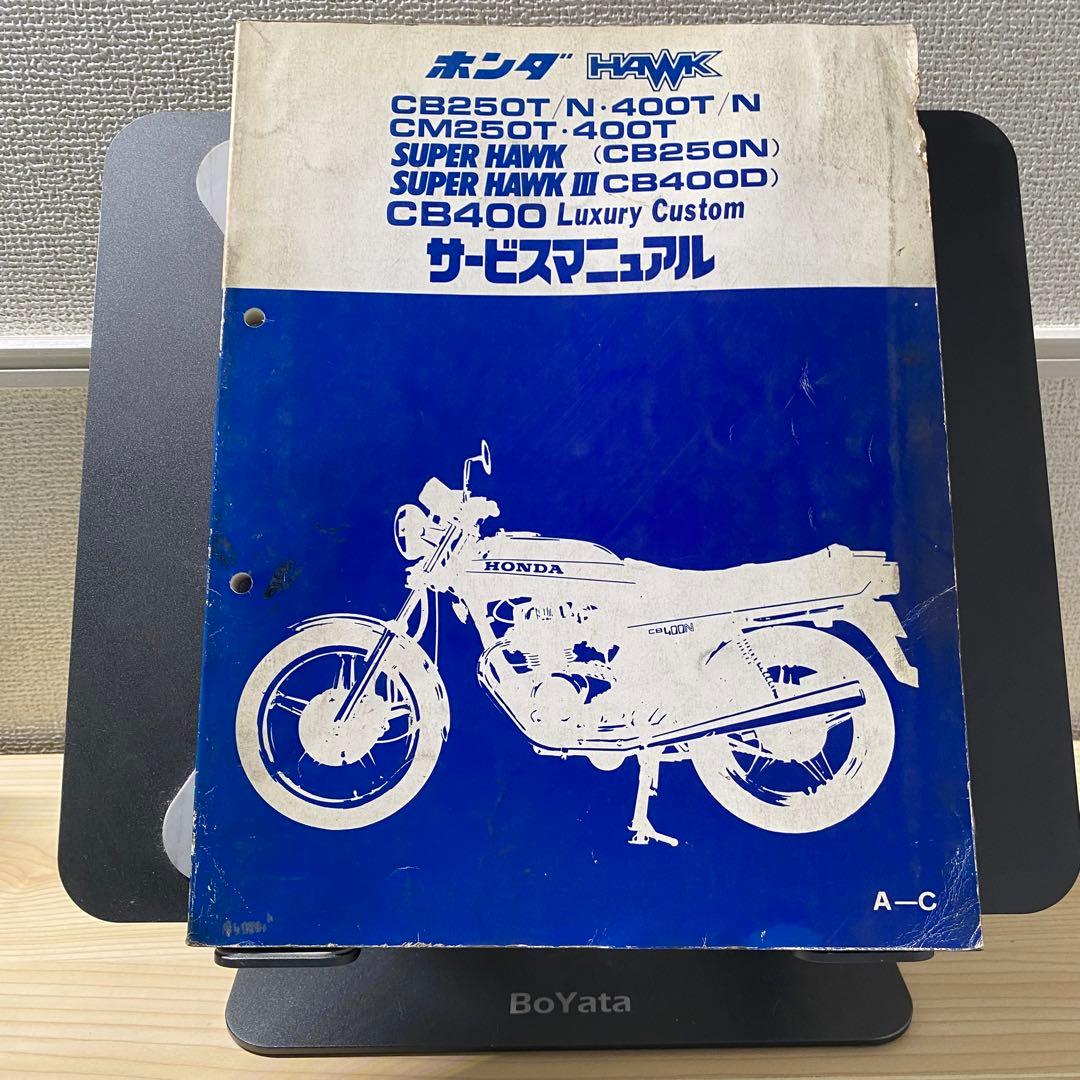 ホンダ HAWK
CB250T/N・400T/N
CM250T・400T
SUPER HAWK (CB250N)
SUPER HAWK III CB400D)
CB400 Luxury Custom
サービスマニュアル
HONDA
CB400N
A—C
BoYata